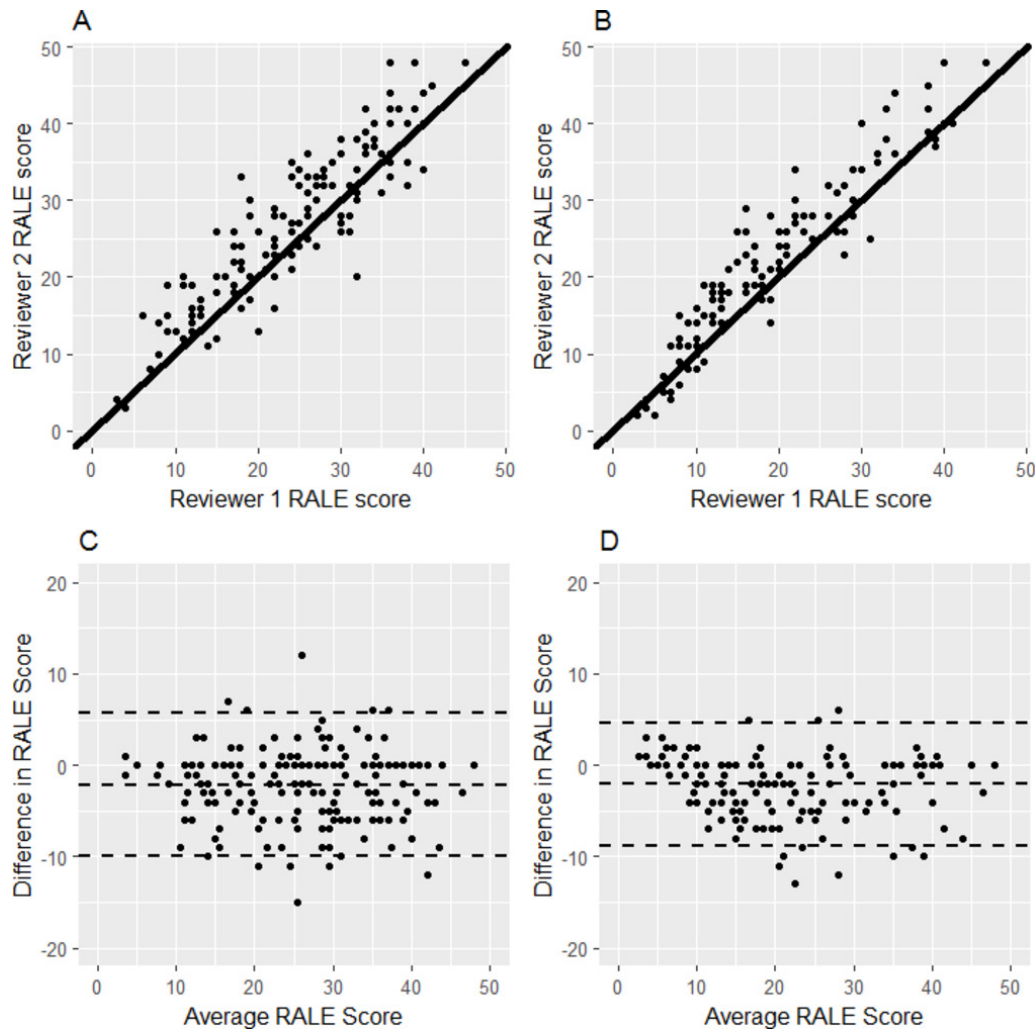 A
50
40
30
20
10
0
Reviewer 2 RALE score
0 10 20 30 40 50
Reviewer 1 RALE score
B
50
40
30
20
10
0
Reviewer 2 RALE score
0 10 20 30 40 50
Reviewer 1 RALE score
C
20
10
0
-10
-20
Difference in RALE Score
0 10 20 30 40 50
Average RALE Score
D
20
10
0
-10
-20
Difference in RALE Score
0 10 20 30 40 50
Average RALE Score